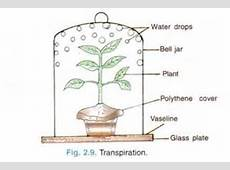 Water drops
Bell jar
Plant
Polythene cover
Vaseline
Glass plate
Fig. 2.9. Transpiration.